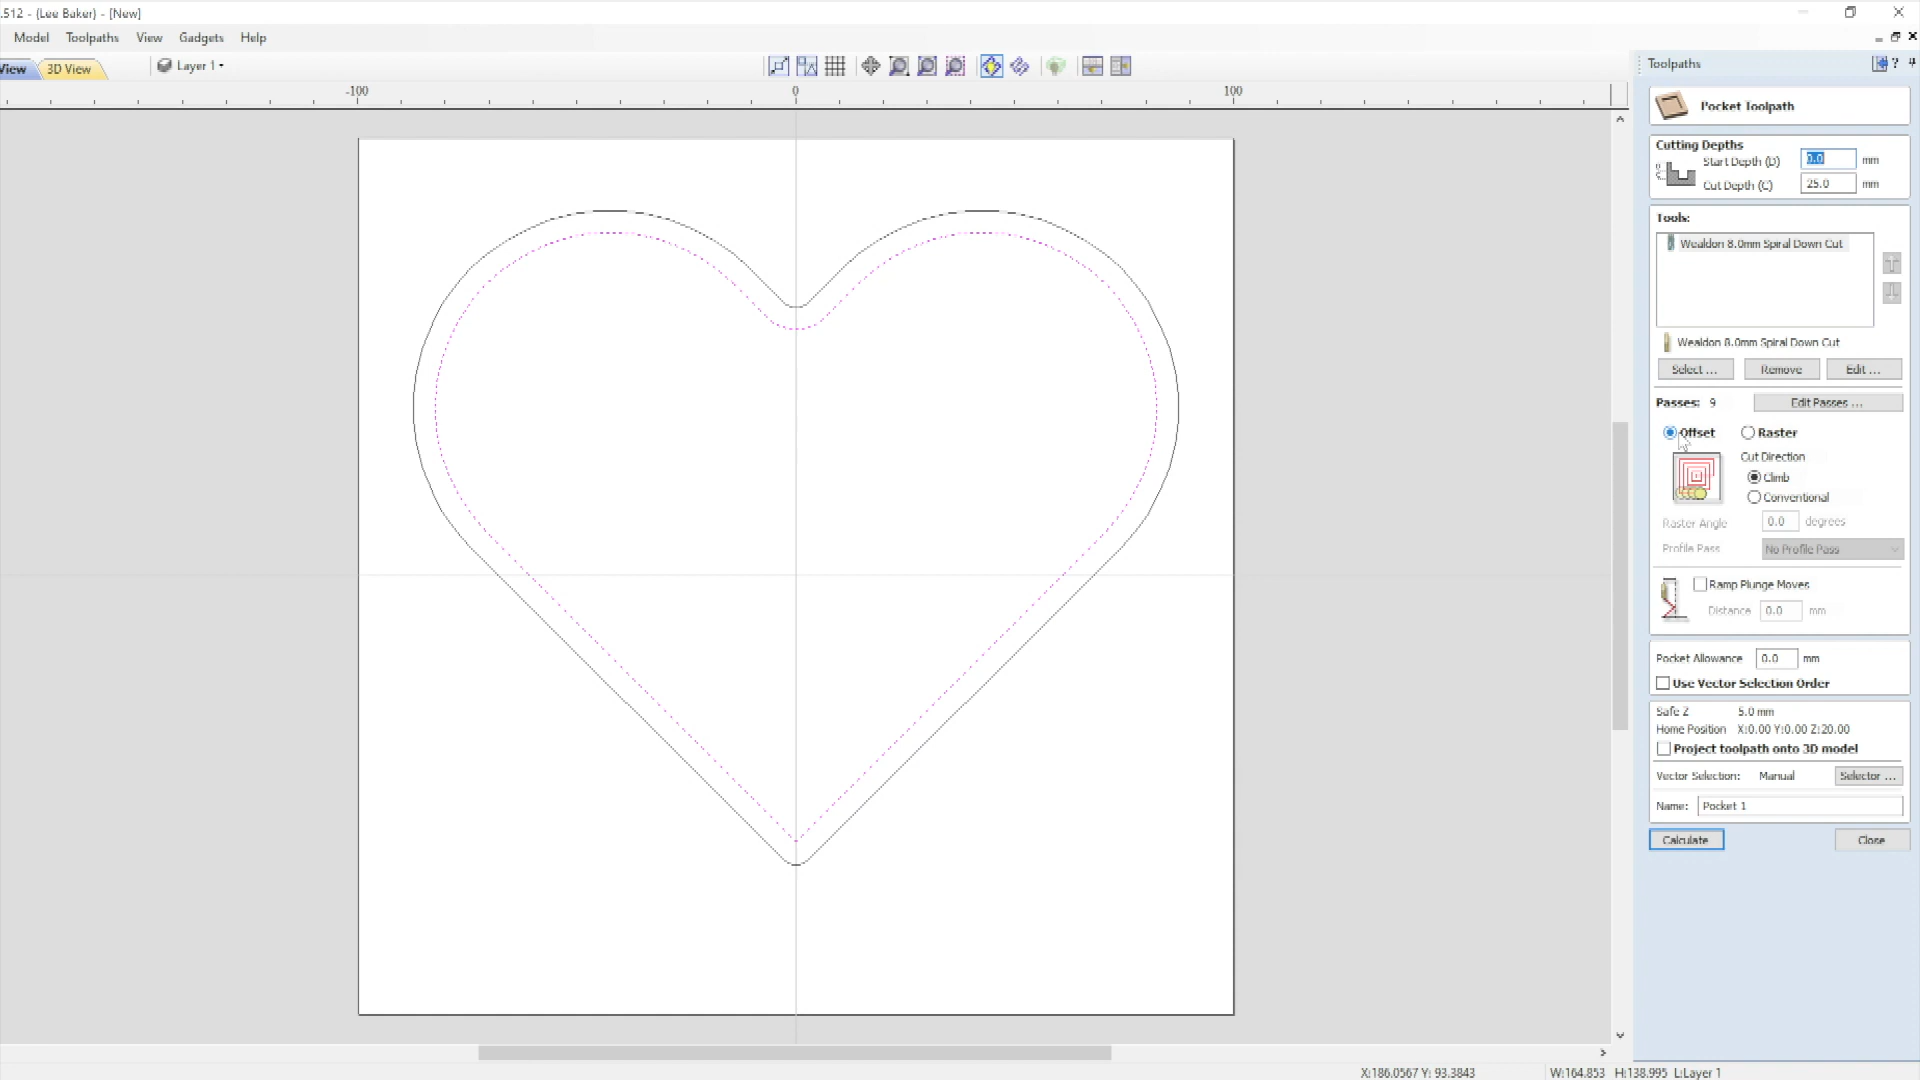 .512 - (Lee Baker) - [New]
Model Toolpaths View Gadgets Help
View 3D View Layer 1
-100 0 100
Toolpaths
Pocket Toolpath
Cutting Depths
Start Depth (D) 0.0 mm
Cut Depth (C) 25.0 mm
Tools:
Wealdon 8.0mm Spiral Down Cut
Wealdon 8.0mm Spiral Down Cut
Select ... Remove Edit ...
Passes: 9 Edit Passes ...
Offset Raster
Cut Direction
Climb
Conventional
Raster Angle 0.0 degrees
Profile Pass No Profile Pass
Ramp Plunge Moves
Distance 0.0 mm
Pocket Allowance 0.0 mm
Use Vector Selection Order
Safe Z 5.0 mm
Home Position X:0.00 Y:0.00 Z:20.00
Project toolpath onto 3D model
Vector Selection: Manual Selector ...
Name: Pocket 1
Calculate Close
X:186.0567 Y: 93.3843 W:164.853 H:138.995 L:Layer 1